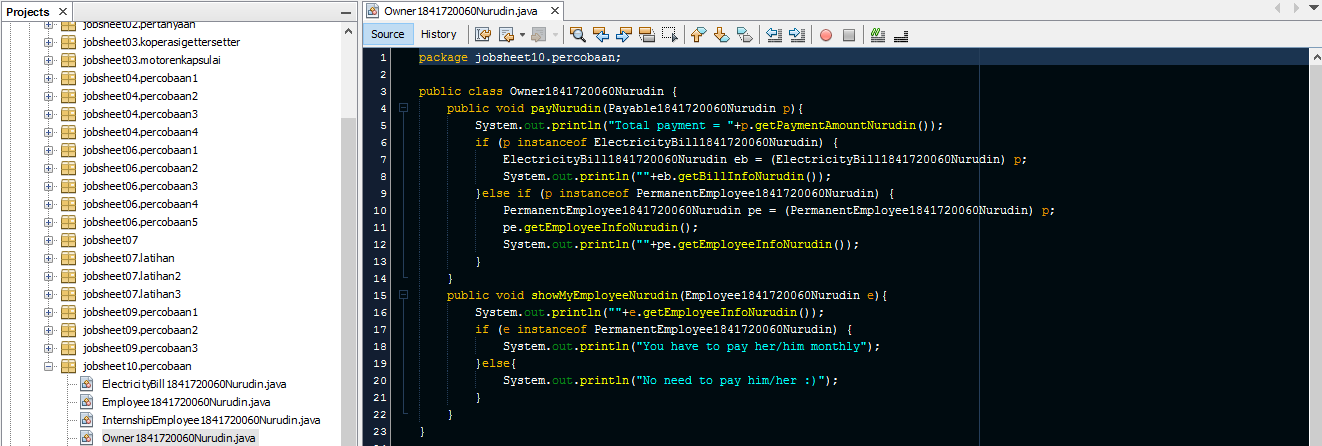 Projects
jobsheet02.pertanyaan
jobsheet03.koperasigettersetter
jobsheet03.motorenkapsulai
jobsheet04.percobaan1
jobsheet04.percobaan2
jobsheet04.percobaan3
jobsheet04.percobaan4
jobsheet06.percobaan1
jobsheet06.percobaan2
jobsheet06.percobaan3
jobsheet06.percobaan4
jobsheet06.percobaan5
jobsheet07
jobsheet07.latihan
jobsheet07.latihan2
jobsheet07.latihan3
jobsheet09.percobaan1
jobsheet09.percobaan2
jobsheet09.percobaan3
jobsheet10.percobaan
ElectricityBill1841720060Nurudin.java
Employee1841720060Nurudin.java
InternshipEmployee1841720060Nurudin.java
Owner1841720060Nurudin.java
Owner1841720060Nurudin.java
Source History
1 package jobsheet10.percobaan;
2
3 public class Owner1841720060Nurudin {
4 public void payNurudin(Payable1841720060Nurudin p){
5 System.out.println("Total payment = "+p.getPaymentAmountNurudin());
6 if (p instanceof ElectricityBill1841720060Nurudin) {
7 ElectricityBill1841720060Nurudin eb = (ElectricityBill1841720060Nurudin) p;
8 System.out.println(""+eb.getBillInfoNurudin());
9 }else if (p instanceof PermanentEmployee1841720060Nurudin) {
10 PermanentEmployee1841720060Nurudin pe = (PermanentEmployee1841720060Nurudin) p;
11 pe.getEmployeeInfoNurudin();
12 System.out.println(""+pe.getEmployeeInfoNurudin());
13 }
14 }
15 public void showMyEmployeeNurudin(Employee1841720060Nurudin e){
16 System.out.println(""+e.getEmployeeInfoNurudin());
17 if (e instanceof PermanentEmployee1841720060Nurudin) {
18 System.out.println("You have to pay her/him monthly");
19 }else{
20 System.out.println("No need to pay him/her :)");
21 }
22 }
23 }